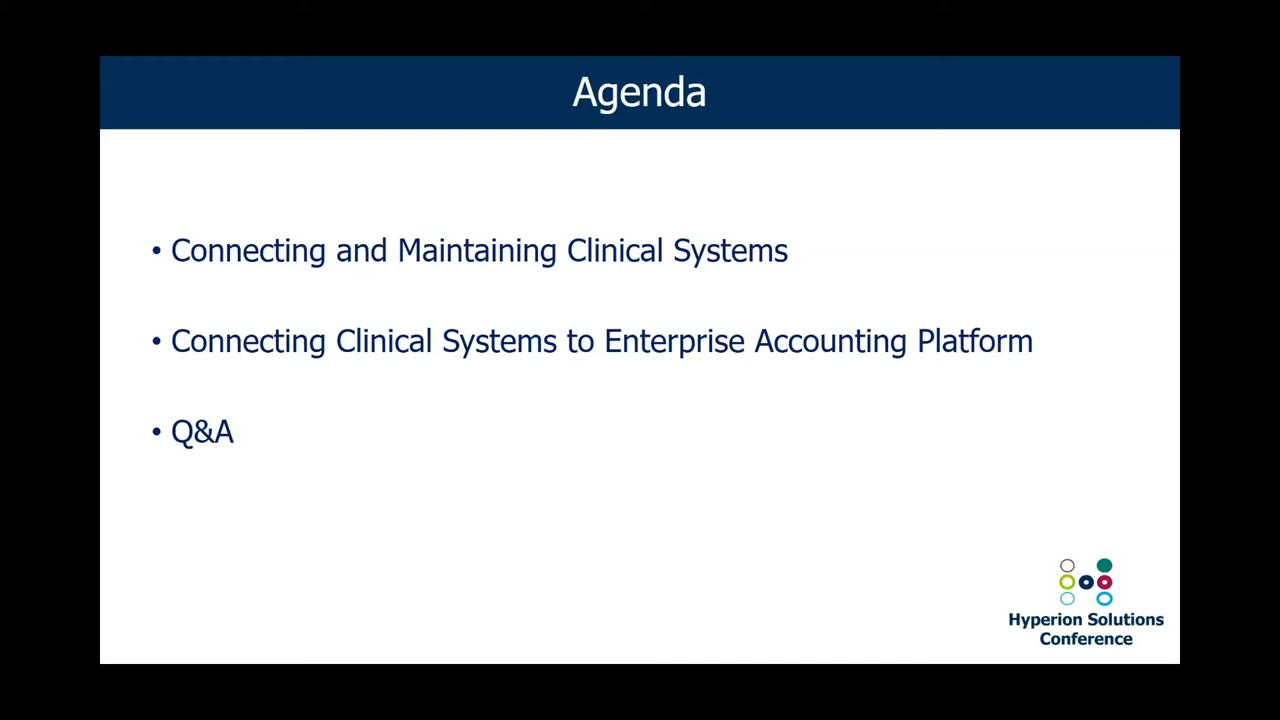 Agenda
• Connecting and Maintaining Clinical Systems
• Connecting Clinical Systems to Enterprise Accounting Platform
• Q&A
Hyperion Solutions
Conference